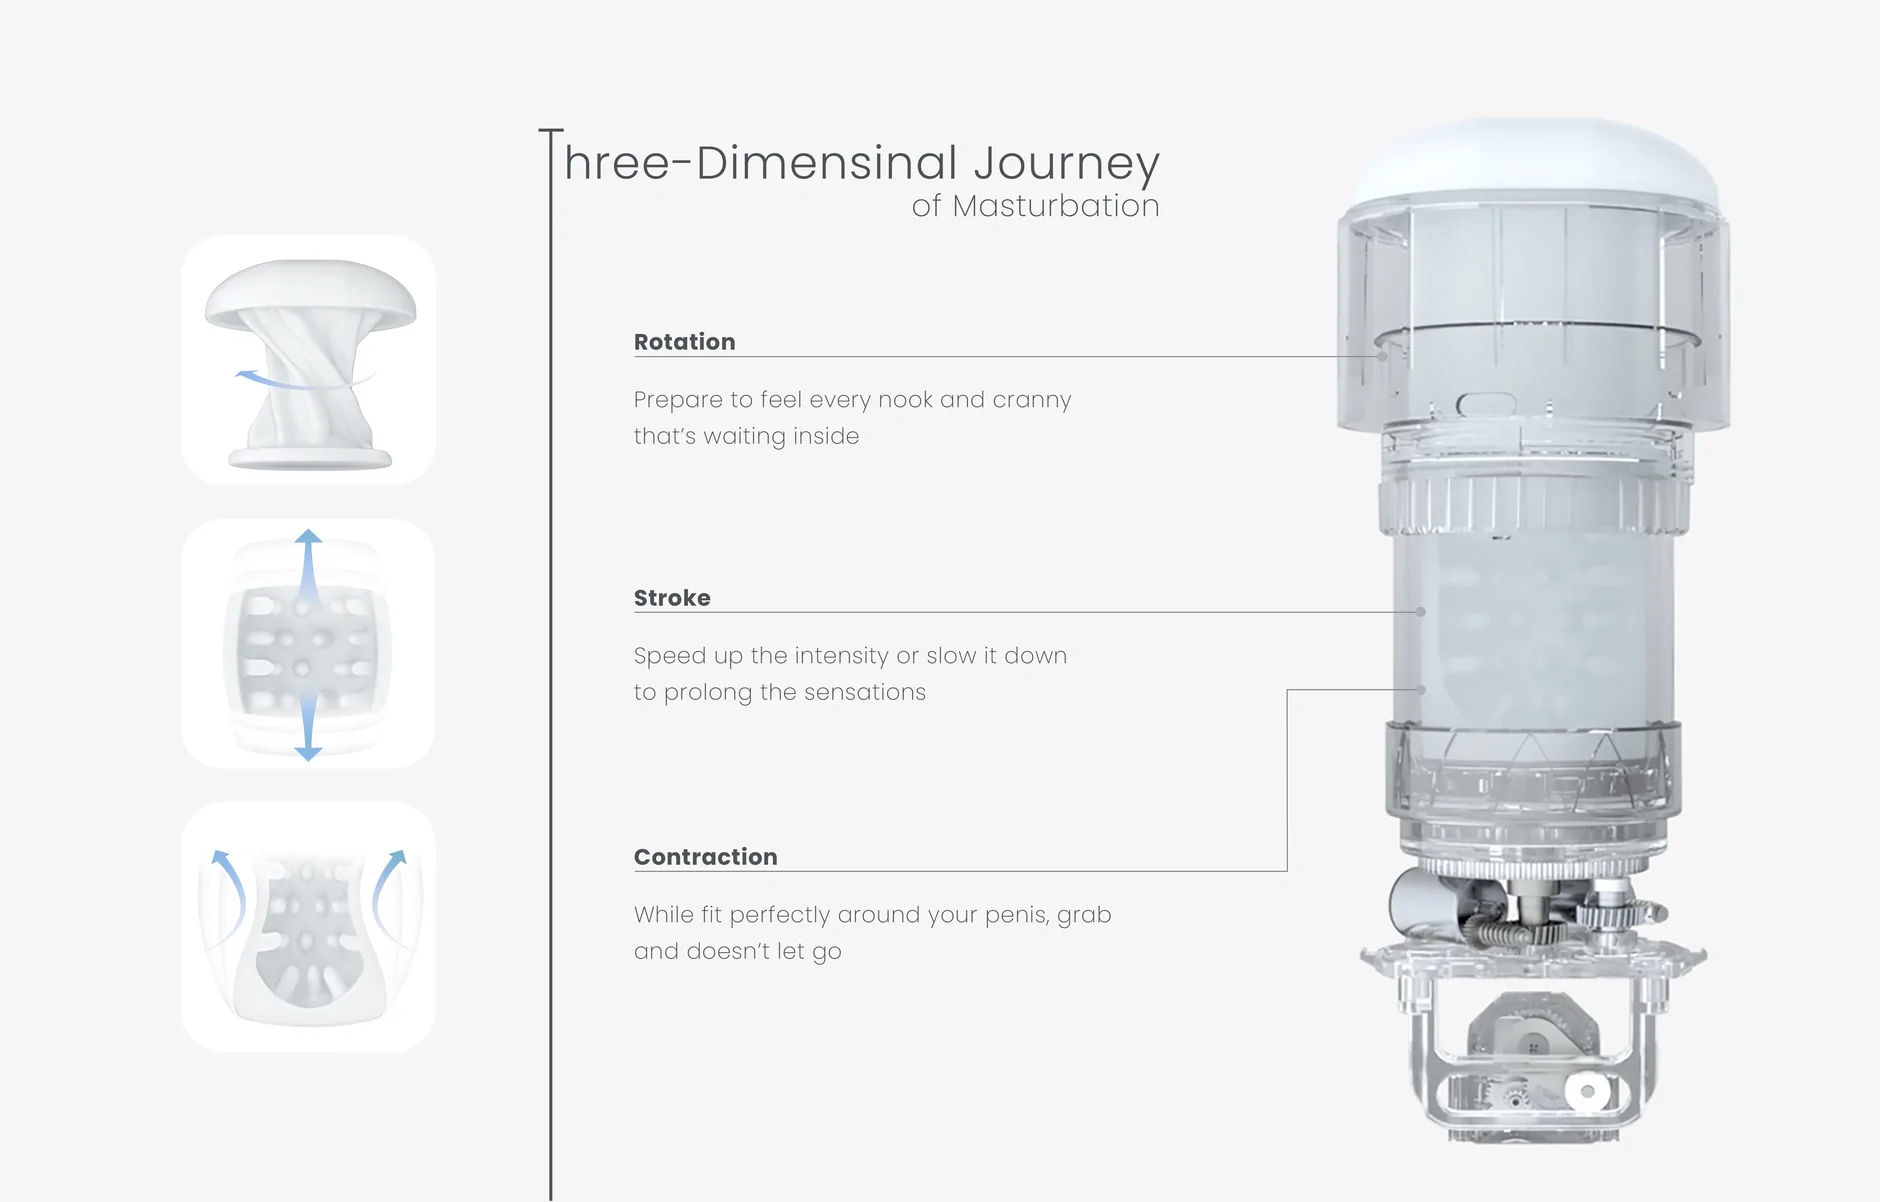 Three-Dimensinal Journey
of Masturbation
Rotation
Prepare to feel every nook and cranny
that’s waiting inside
Stroke
Speed up the intensity or slow it down
to prolong the sensations
Contraction
While fit perfectly around your penis, grab
and doesn’t let go